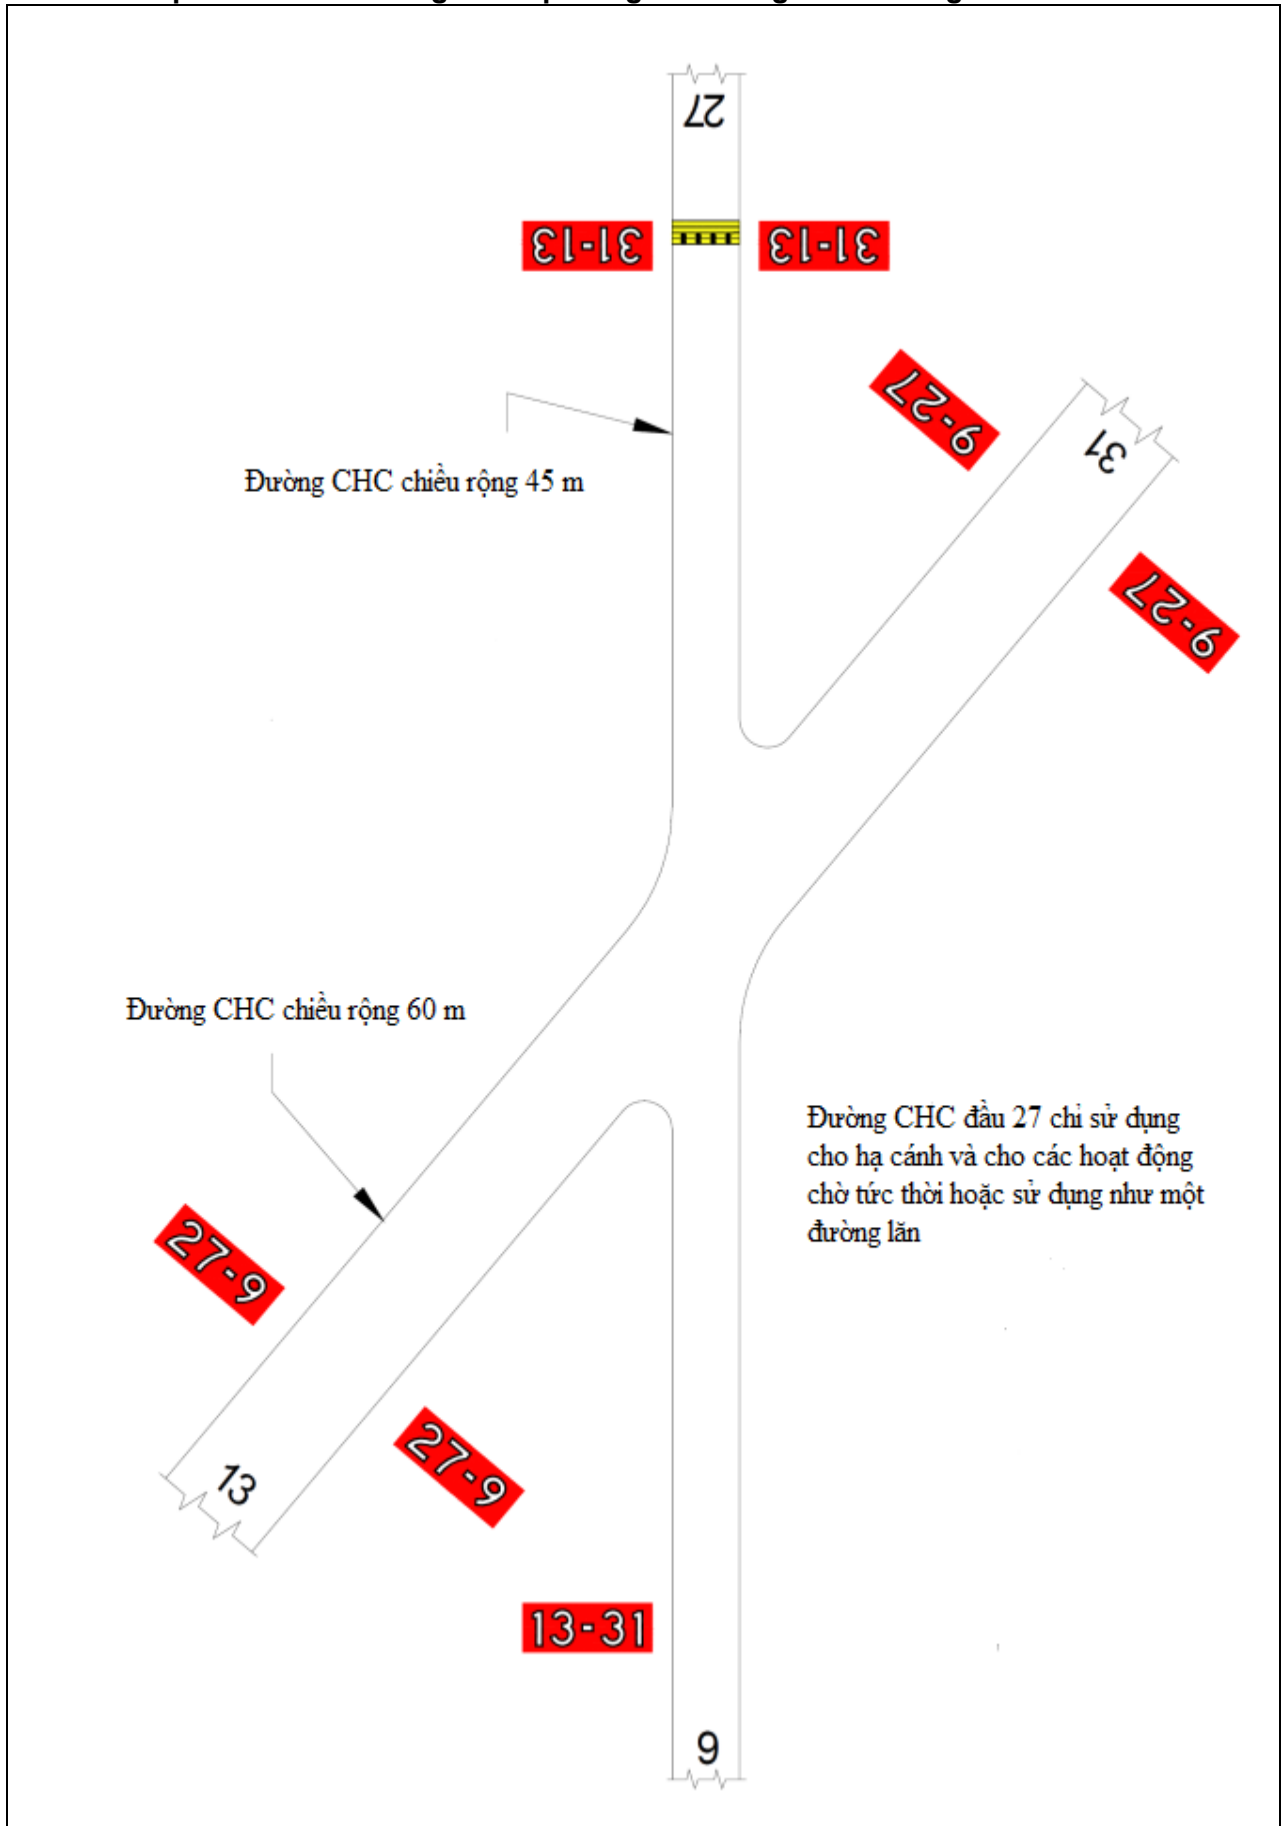 27
31-13
31-13
9-27
31
Đường CHC chiều rộng 45 m
9-27
Đường CHC chiều rộng 60 m
Đường CHC đầu 27 chỉ sử dụng
cho hạ cánh và cho các hoạt động
chờ tức thời hoặc sử dụng như một
đường lăn
27-9
27-9
13
13-31
9